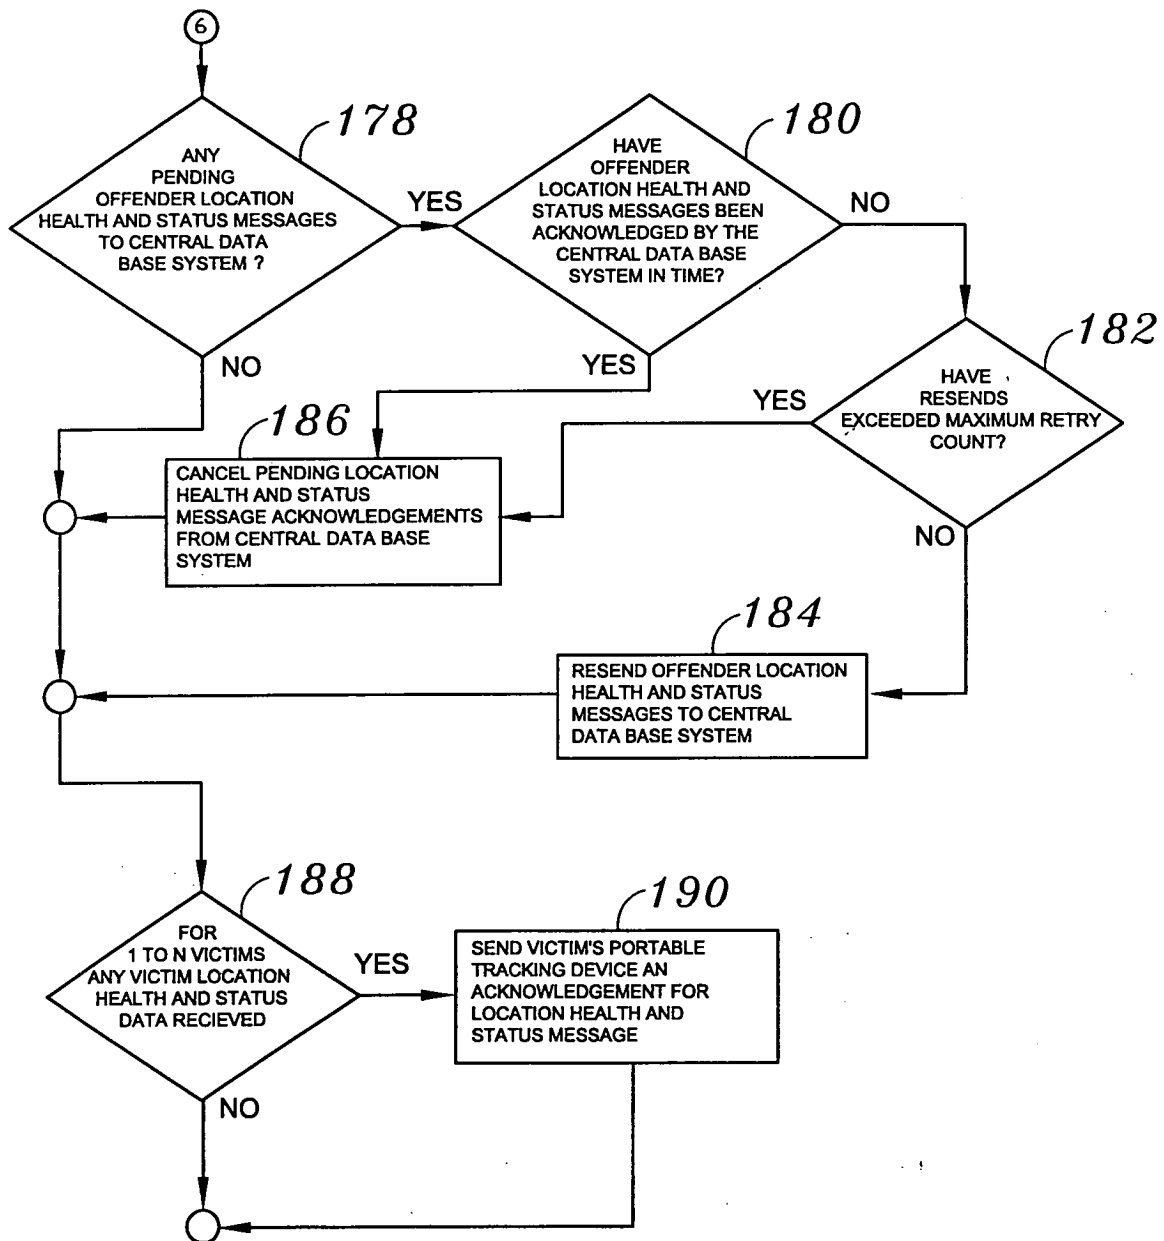 6
178
ANY
PENDING
OFFENDER LOCATION
HEALTH AND STATUS MESSAGES
TO CENTRAL DATA
BASE SYSTEM ?
YES
NO
180
HAVE
OFFENDER
LOCATION HEALTH AND
STATUS MESSAGES BEEN
ACKNOWLEDGED BY THE
CENTRAL DATA BASE
SYSTEM IN TIME?
NO
YES
182
HAVE
RESENDS
EXCEEDED MAXIMUM RETRY
COUNT?
YES
NO
186
CANCEL PENDING LOCATION
HEALTH AND STATUS
MESSAGE ACKNOWLEDGEMENTS
FROM CENTRAL DATA BASE
SYSTEM
184
RESEND OFFENDER LOCATION
HEALTH AND STATUS
MESSAGES TO CENTRAL
DATA BASE SYSTEM
188
FOR
1 TO N VICTIMS
ANY VICTIM LOCATION
HEALTH AND STATUS
DATA RECIEVED
YES
NO
190
SEND VICTIM'S PORTABLE
TRACKING DEVICE AN
ACKNOWLEDGEMENT FOR
LOCATION HEALTH AND
STATUS MESSAGE